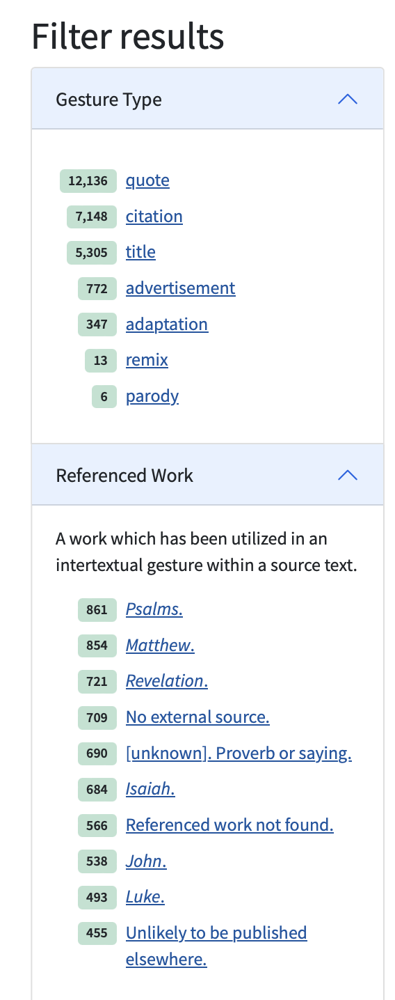 Filter results
Gesture Type
12,136 quote
7,148 citation
5,305 title
772 advertisement
347 adaptation
13 remix
6 parody
Referenced Work
A work which has been utilized in an
intertextual gesture within a source text.
861 Psalms.
854 Matthew.
721 Revelation.
709 No external source.
690 [unknown]. Proverb or saying.
684 Isaiah.
566 Referenced work not found.
538 John.
493 Luke.
455 Unlikely to be published
elsewhere.